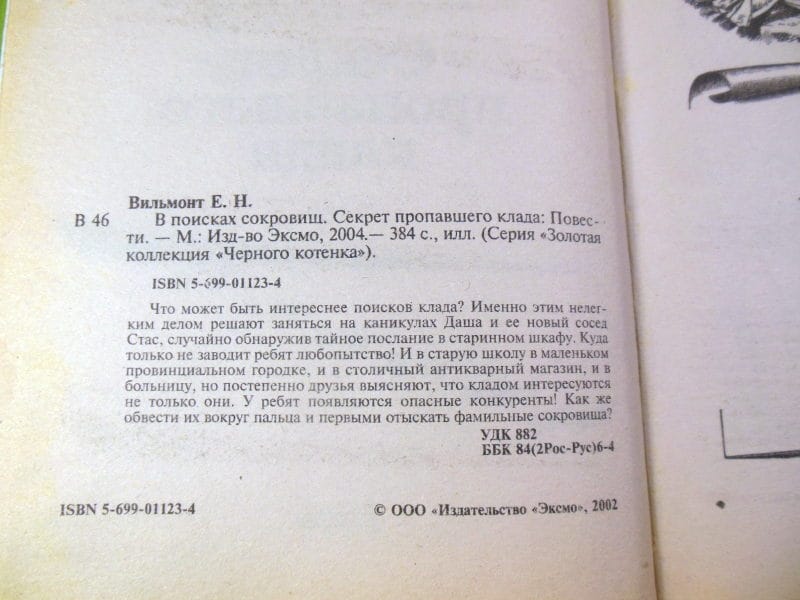 Вильмонт Е. Н.
В 46 В поисках сокровищ. Секрет пропавшего клада: Повес-
ти. — М.: Изд-во Эксмо, 2004.— 384 с., илл. (Серия «Золотая
коллекция «Черного котенка»).
ISBN 5-699-01123-4
Что может быть интереснее поисков клада? Именно этим нелег-
ким делом решают заняться на каникулах Даша и ее новый сосед
Стас, случайно обнаружив тайное послание в старинном шкафу. Куда
только не заводит ребят любопытство! И в старую школу в маленьком
провинциальном городке, и в столичный антикварный магазин, и в
больницу, но постепенно друзья выясняют, что кладом интересуются
не только они. У ребят появляются опасные конкуренты! Как же
обвести их вокруг пальца и первыми отыскать фамильные сокровища?
УДК 882
ББК 84(2Рос-Рус)6-4
ISBN 5-699-01123-4 © ООО «Издательство «Эксмо», 2002